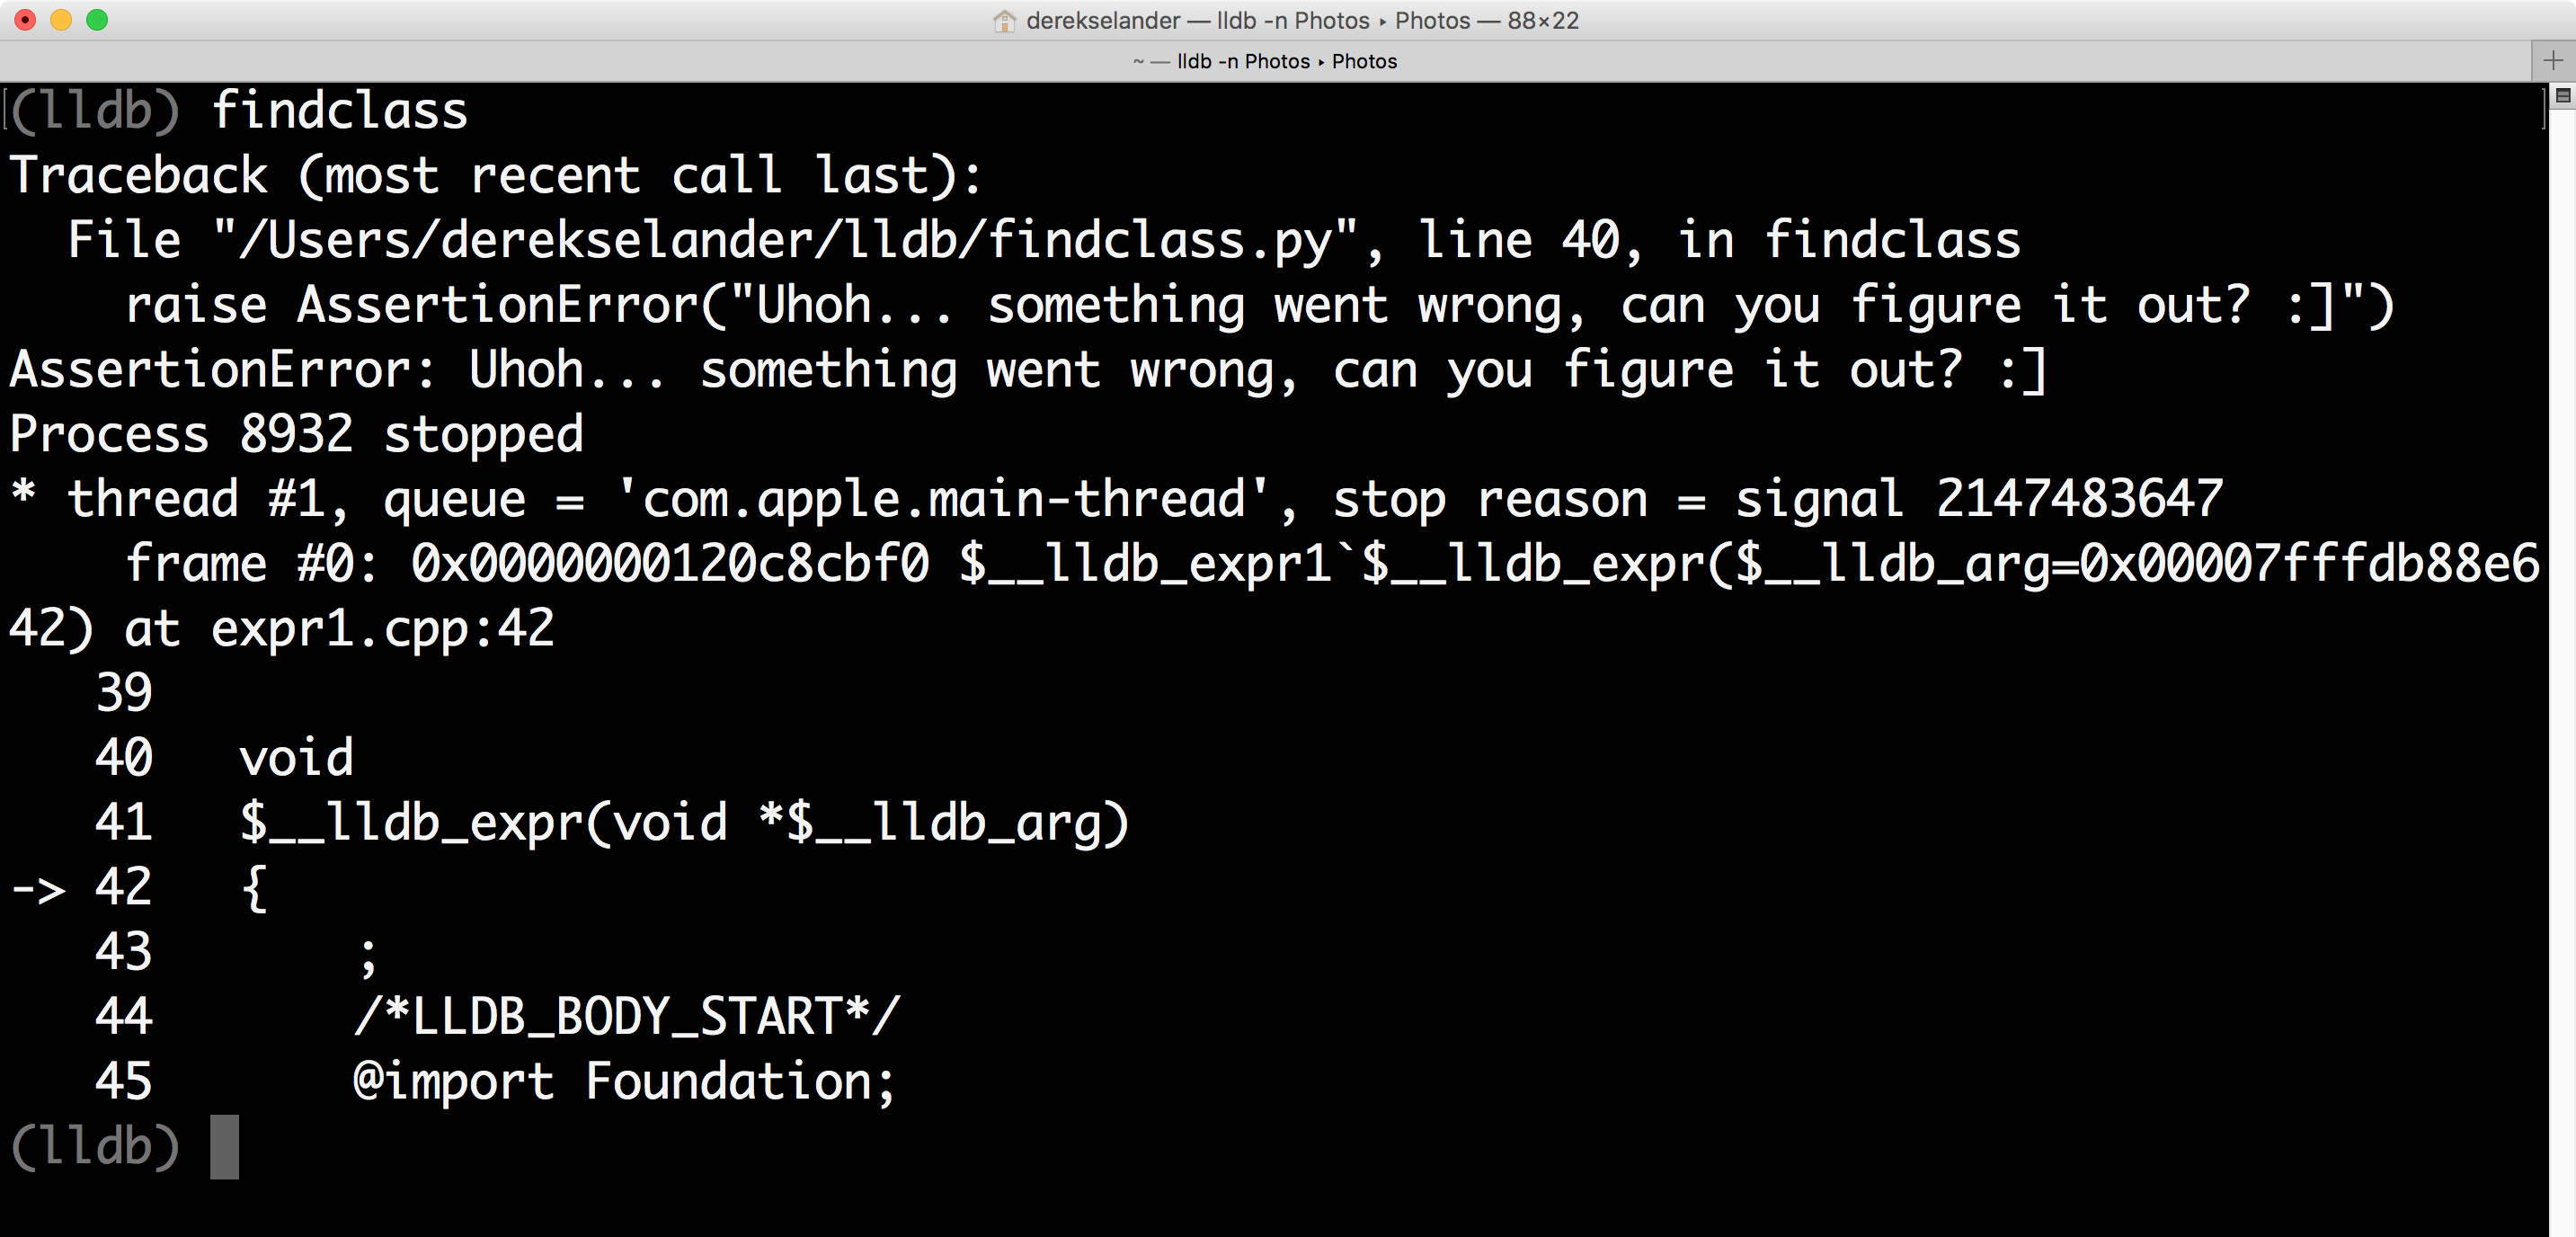 derekselander — lldb -n Photos ▸ Photos — 88×22
~ — lldb -n Photos ▸ Photos
(lldb) findclass
Traceback (most recent call last):
  File "/Users/derekselander/lldb/findclass.py", line 40, in findclass
    raise AssertionError("Uhoh... something went wrong, can you figure it out? :]")
AssertionError: Uhoh... something went wrong, can you figure it out? :]
Process 8932 stopped
* thread #1, queue = 'com.apple.main-thread', stop reason = signal 2147483647
    frame #0: 0x0000000120c8cbf0 $__lldb_expr1`$__lldb_expr($__lldb_arg=0x00007fffdb88e6
42) at expr1.cpp:42
   39
   40   void
   41   $__lldb_expr(void *$__lldb_arg)
-> 42   {
   43       ;
   44       /*LLDB_BODY_START*/
   45       @import Foundation;
(lldb)